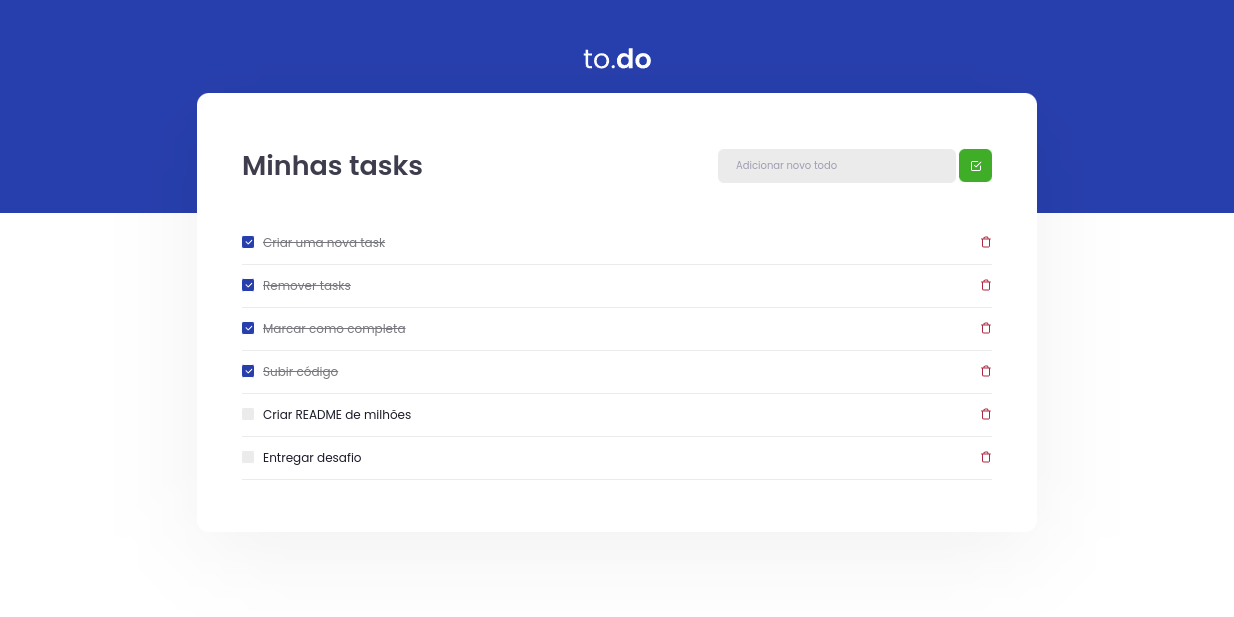 to.do
Minhas tasks
Adicionar novo todo
Criar uma nova task
Remover tasks
Marcar como completa
Subir código
Criar README de milhões
Entregar desafio